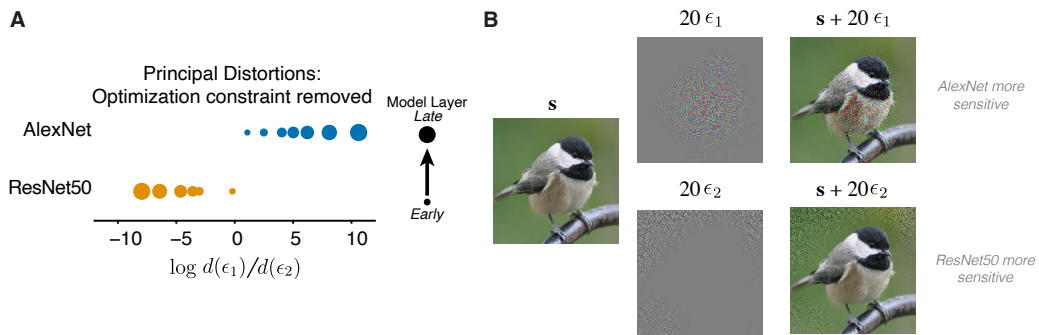 A
Principal Distortions:
Optimization constraint removed
AlexNet
ResNet50
−10 −5 0 5 10
log d(ϵ₁)/d(ϵ₂)
Model Layer
Late
Early
B
s
20 ϵ₁
s + 20 ϵ₁
AlexNet more
sensitive
20 ϵ₂
s + 20ϵ₂
ResNet50 more
sensitive